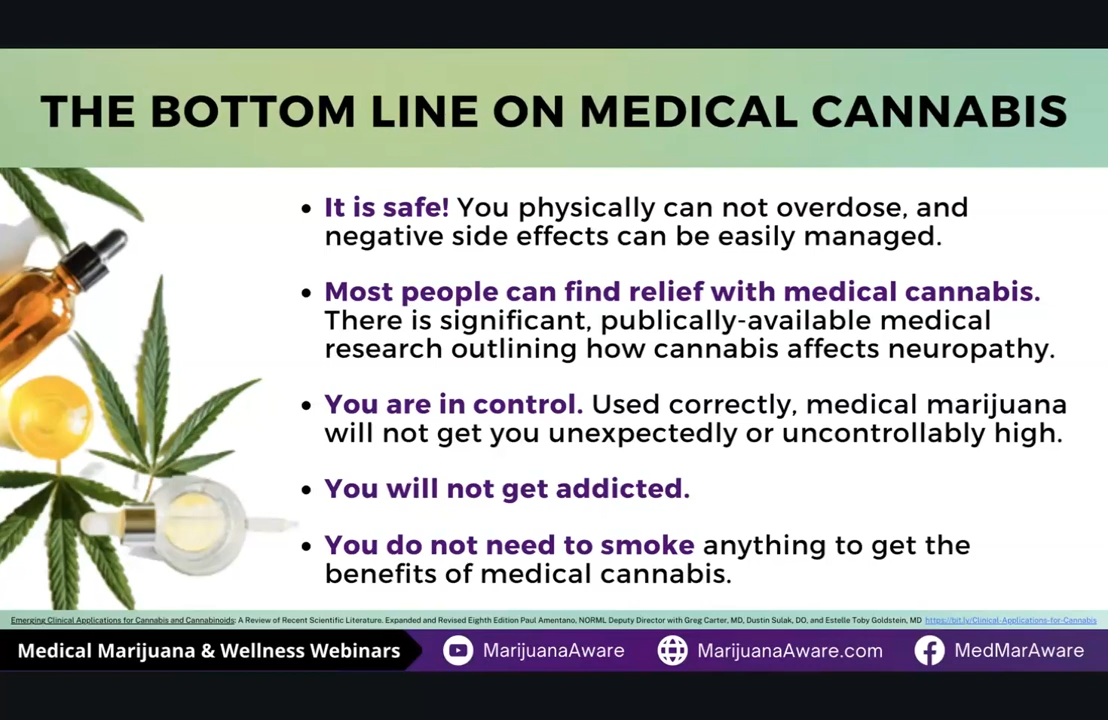 THE BOTTOM LINE ON MEDICAL CANNABIS
• It is safe! You physically can not overdose, and
negative side effects can be easily managed.
• Most people can find relief with medical cannabis.
There is significant, publically-available medical
research outlining how cannabis affects neuropathy.
• You are in control. Used correctly, medical marijuana
will not get you unexpectedly or uncontrollably high.
• You will not get addicted.
• You do not need to smoke anything to get the
benefits of medical cannabis.
Emerging Clinical Applications for Cannabis and Cannabinoids: A Review of Recent Scientific Literature. Expanded and Revised Eighth Edition Paul Amentano, NORML Deputy Director with Greg Carter, MD, Dustin Sulak, DO, and Estelle Toby Goldstein, MD https://bit.ly/Clinical-Applications-for-Cannabis
Medical Marijuana & Wellness Webinars MarijuanaAware MarijuanaAware.com MedMarAware